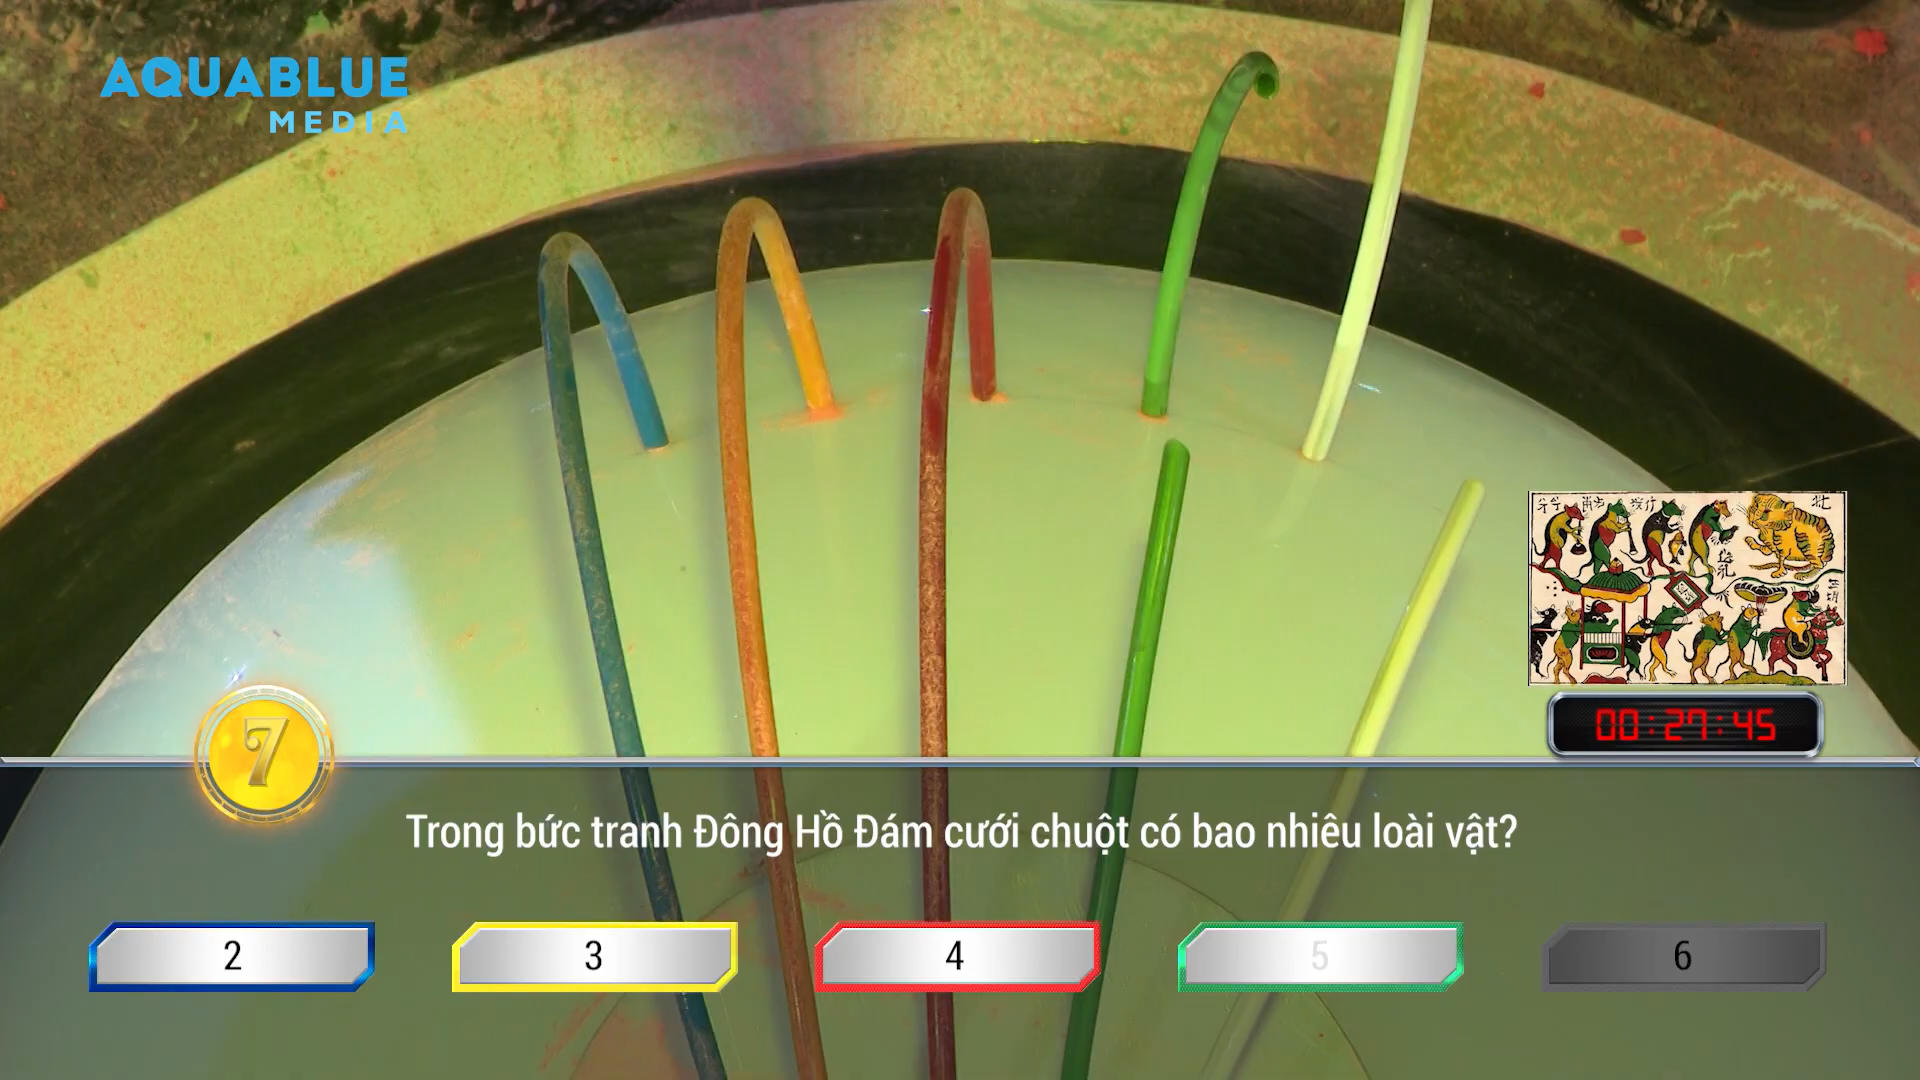 AQUABLUE
MEDIA
00:27:45
7
Trong bức tranh Đông Hồ Đám cưới chuột có bao nhiêu loài vật?
2
3
4
5
6